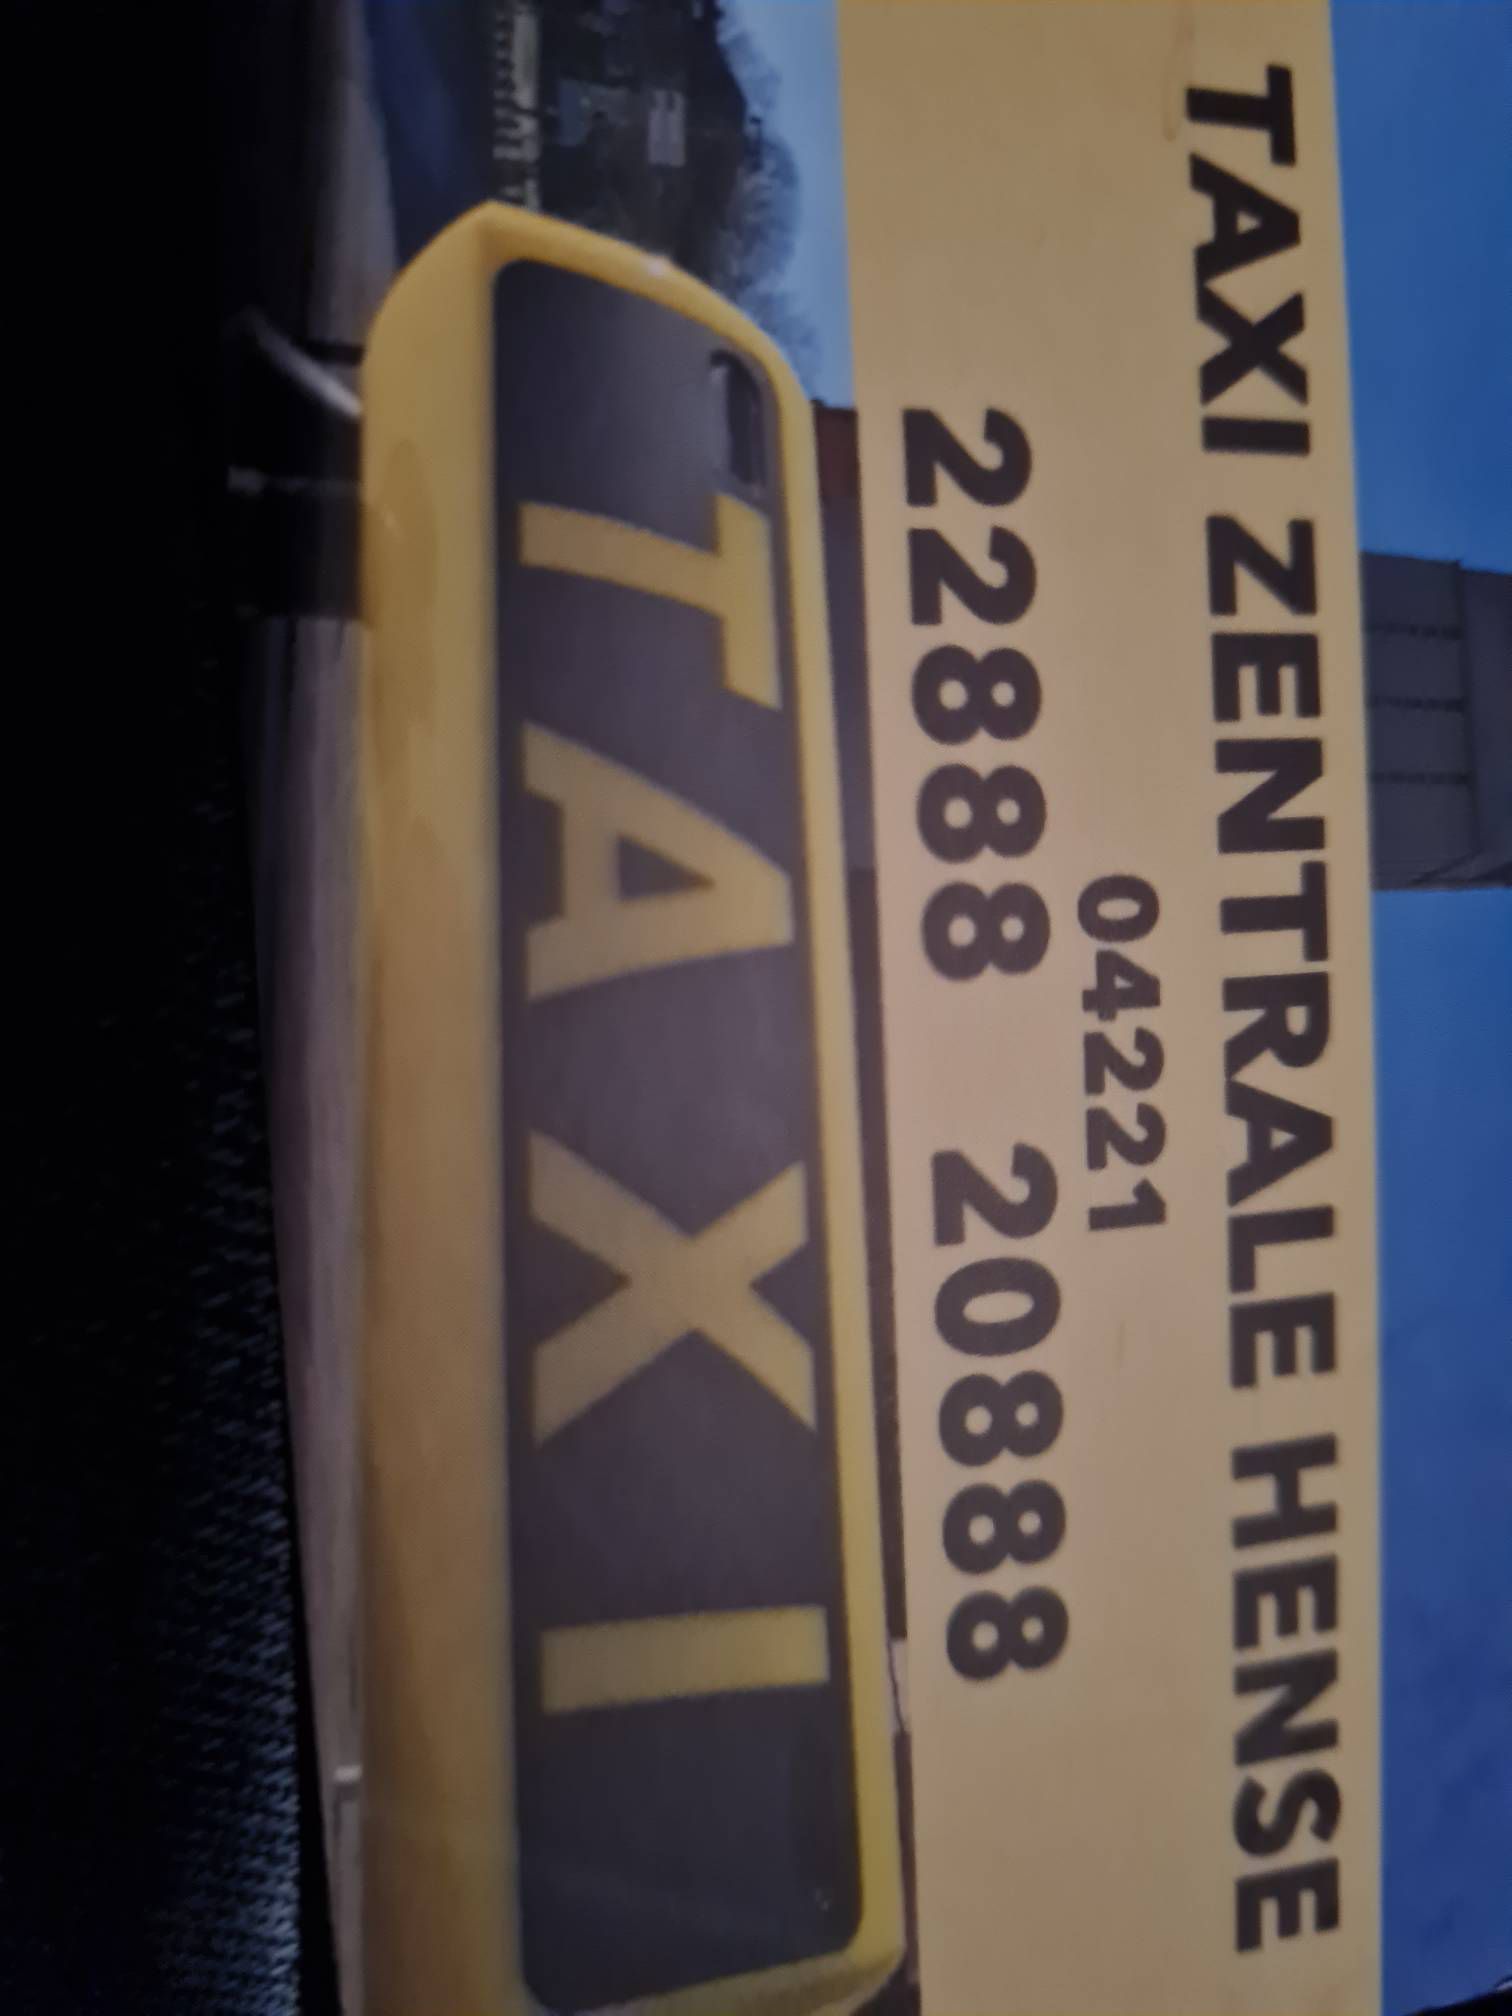 TAXI ZENTRALE HENSE
04221
22888 20888
TAXI